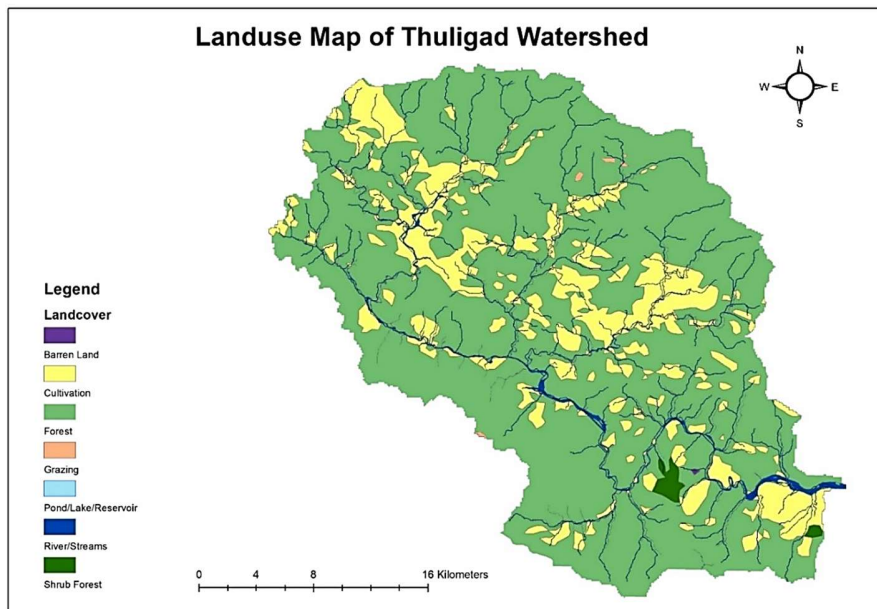 Landuse Map of Thuligad Watershed
N
W E
S
Legend
Landcover
Barren Land
Cultivation
Forest
Grazing
Pond/Lake/Reservoir
River/Streams
Shrub Forest
0 4 8 16 Kilometers